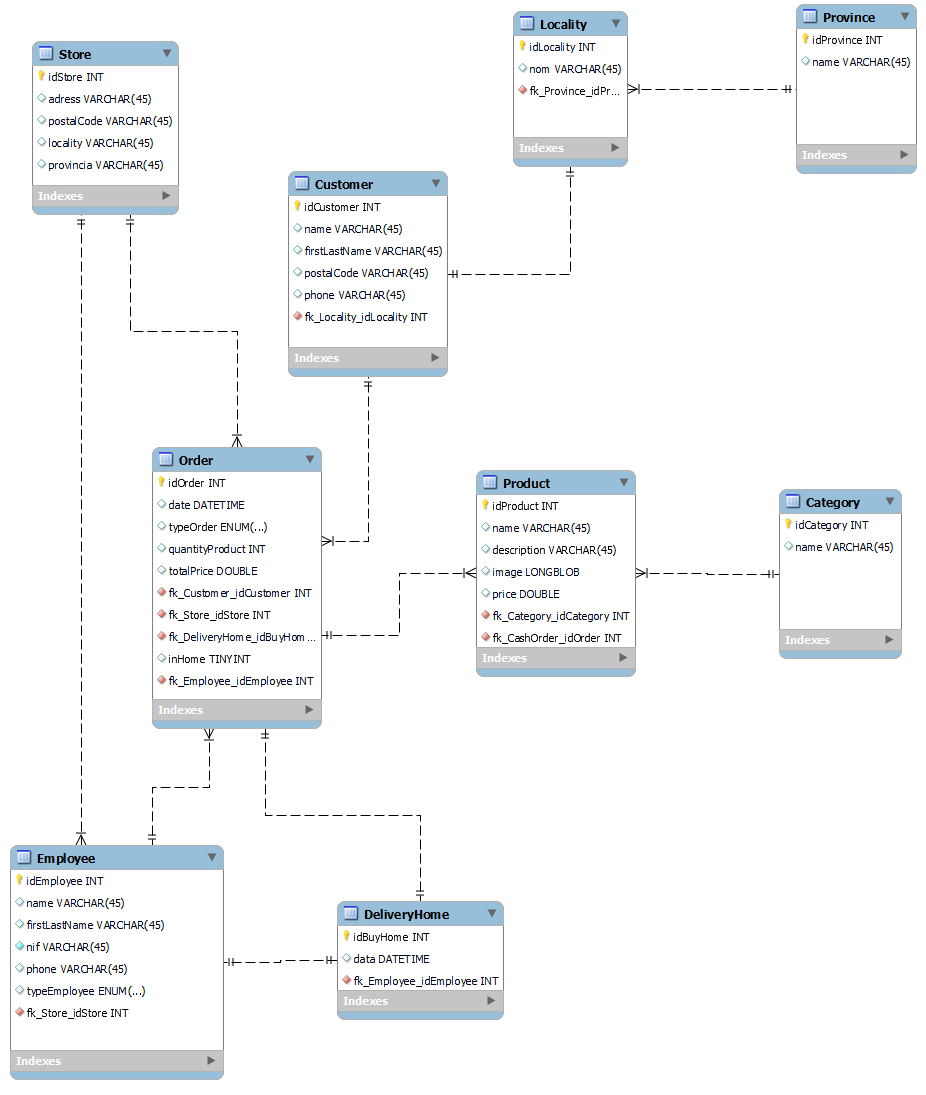 Store
idStore INT
adress VARCHAR(45)
postalCode VARCHAR(45)
locality VARCHAR(45)
provincia VARCHAR(45)
Indexes
Locality
idLocality INT
nom VARCHAR(45)
fk_Province_idPr...
Indexes
Province
idProvince INT
name VARCHAR(45)
Indexes
Customer
idCustomer INT
name VARCHAR(45)
firstLastName VARCHAR(45)
postalCode VARCHAR(45)
phone VARCHAR(45)
fk_Locality_idLocality INT
Indexes
Order
idOrder INT
date DATETIME
typeOrder ENUM(...)
quantityProduct INT
totalPrice DOUBLE
fk_Customer_idCustomer INT
fk_Store_idStore INT
fk_DeliveryHome_idBuyHom...
inHome TINYINT
fk_Employee_idEmployee INT
Indexes
Product
idProduct INT
name VARCHAR(45)
description VARCHAR(45)
image LONGBLOB
price DOUBLE
fk_Category_idCategory INT
fk_CashOrder_idOrder INT
Indexes
Category
idCategory INT
name VARCHAR(45)
Indexes
Employee
idEmployee INT
name VARCHAR(45)
firstLastName VARCHAR(45)
nif VARCHAR(45)
phone VARCHAR(45)
typeEmployee ENUM(...)
fk_Store_idStore INT
Indexes
DeliveryHome
idBuyHome INT
data DATETIME
fk_Employee_idEmployee INT
Indexes